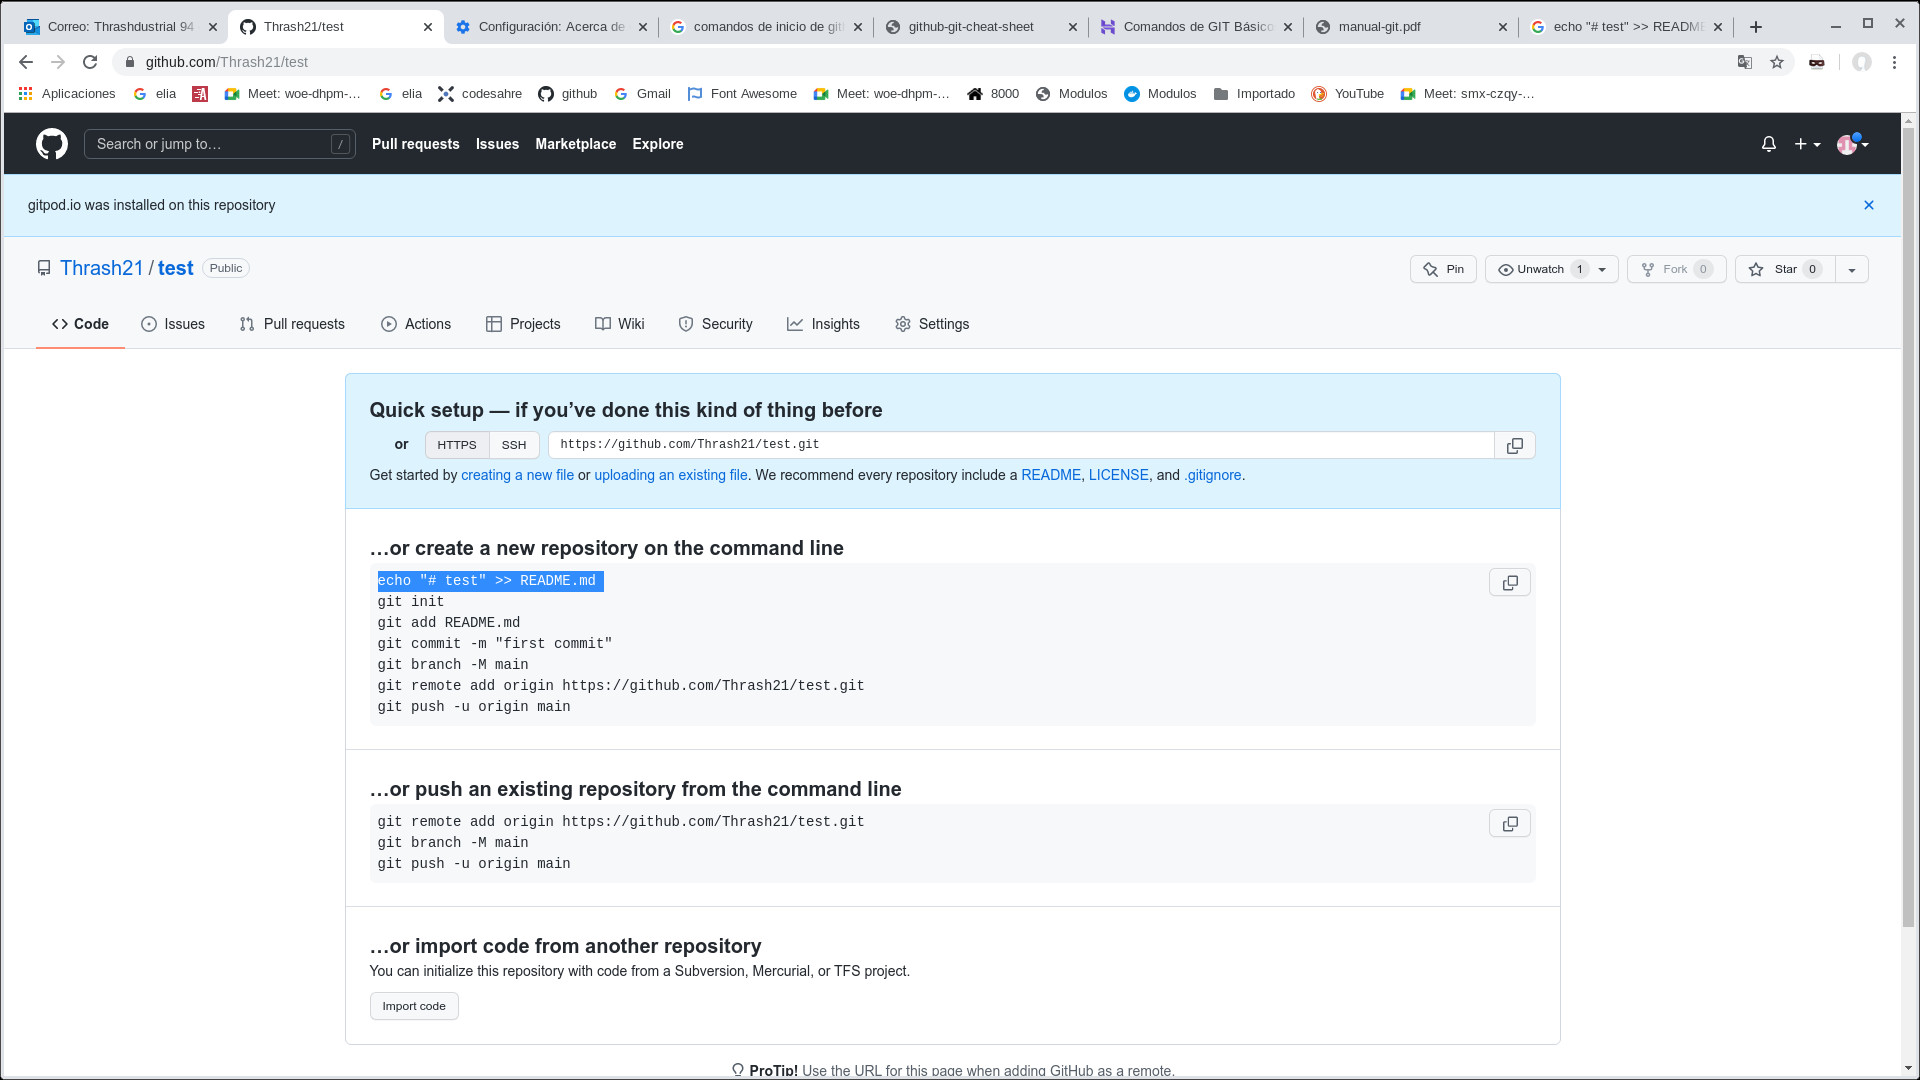 Correo: Thrashdustrial 94
Thrash21/test
Configuración: Acerca de
comandos de inicio de git
github-git-cheat-sheet
Comandos de GIT Básico
manual-git.pdf
echo "# test" >> README
github.com/Thrash21/test
Aplicaciones
elia
Meet: woe-dhpm-…
elia
codesahre
github
Gmail
Font Awesome
Meet: woe-dhpm-…
8000
Modulos
Modulos
Importado
YouTube
Meet: smx-czqy-…
Search or jump to… /
Pull requests
Issues
Marketplace
Explore
gitpod.io was installed on this repository
Thrash21 / test Public
Pin
Unwatch 1
Fork 0
Star 0
Code
Issues
Pull requests
Actions
Projects
Wiki
Security
Insights
Settings
Quick setup — if you’ve done this kind of thing before
or HTTPS SSH https://github.com/Thrash21/test.git
Get started by creating a new file or uploading an existing file. We recommend every repository include a README, LICENSE, and .gitignore.
…or create a new repository on the command line
echo "# test" >> README.md
git init
git add README.md
git commit -m "first commit"
git branch -M main
git remote add origin https://github.com/Thrash21/test.git
git push -u origin main
…or push an existing repository from the command line
git remote add origin https://github.com/Thrash21/test.git
git branch -M main
git push -u origin main
…or import code from another repository
You can initialize this repository with code from a Subversion, Mercurial, or TFS project.
Import code
ProTip! Use the URL for this page when adding GitHub as a remote.